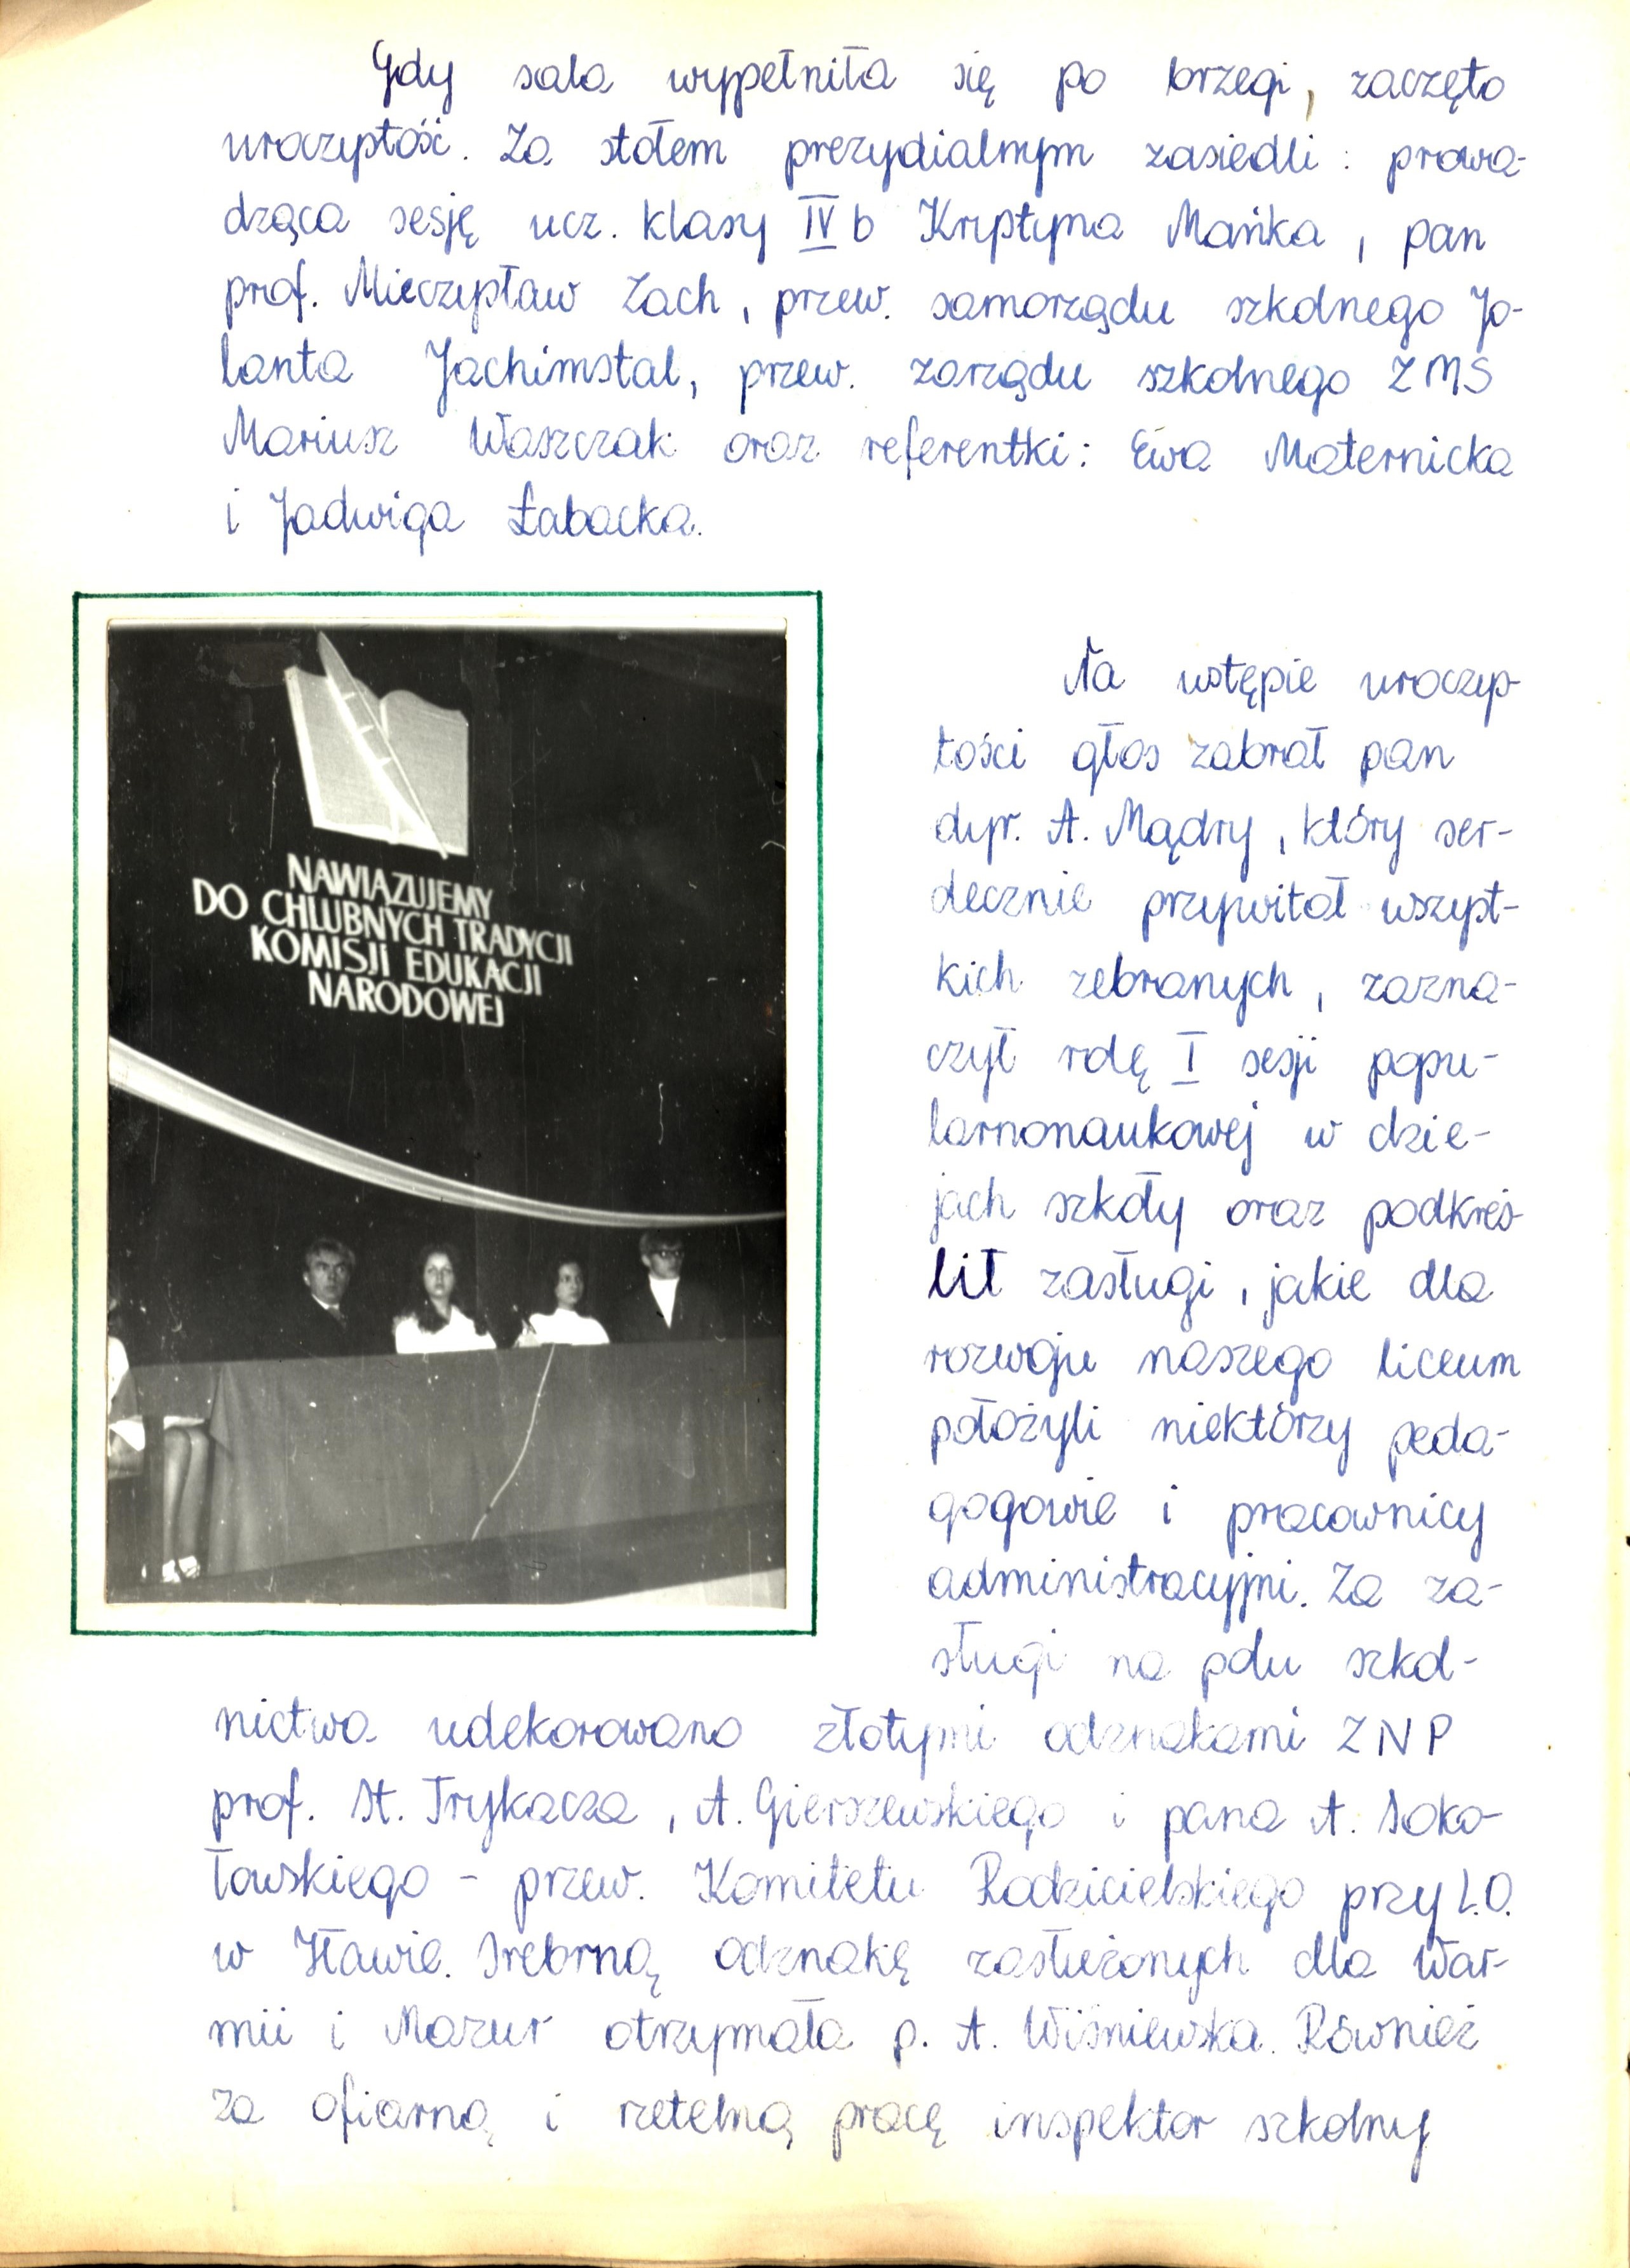 Gdy sala wypełniła się po brzegi, zaczęto
uroczystość. Za stołem prezydialnym zasiedli: prowa-
dząca sesję ucz. klasy IV b Krystyna Mańka, pan
prof. Mieczysław Zach, przew. samorządu szkolnego Jo-
lanta Jachimstal, przew. zarządu szkolnego ZMS
Mariusz Waszczak oraz referentki: Ewa Maternicka
i Jadwiga Łabacka.
NAWIĄZUJEMY
DO CHLUBNYCH TRADYCJI
KOMISJI EDUKACJI
NARODOWEJ
Na wstępie uroczys-
tości głos zabrał pan
dyr. A. Mądry, który ser-
decznie przywitał wszyst-
kich zebranych, zazna-
czył rolę I sesji popu-
larnonaukowej w dzie-
jach szkoły oraz podkreś-
lił zasługi, jakie dla
rozwoju naszego liceum
położyli niektórzy peda-
gogowie i pracownicy
administracyjni. Za za-
sługi na polu szkol-
nictwa udekorowano złotymi odznakami ZNP
prof. St. Trykacza, A. Gierszewskiego i pana A. Soko-
łowskiego - przew. Komitetu Rodzicielskiego przy L.O.
w Iławie. Srebrną odznakę zasłużonych dla War-
mii i Mazur otrzymała p. A. Wiśniewska. Również
za ofiarną i rzetelną pracę inspektor szkolny